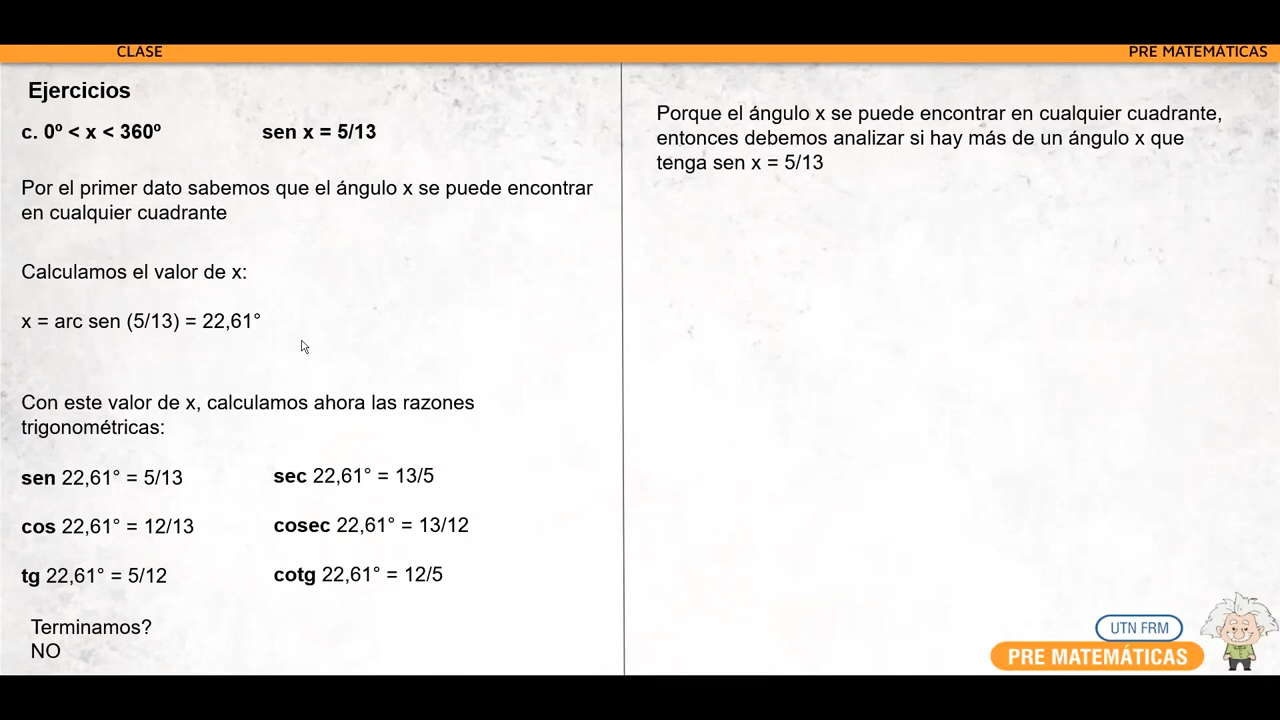 CLASE
PRE MATEMÁTICAS
Ejercicios
c. 0º < x < 360º sen x = 5/13
Por el primer dato sabemos que el ángulo x se puede encontrar
en cualquier cuadrante
Calculamos el valor de x:
x = arc sen (5/13) = 22,61°
Con este valor de x, calculamos ahora las razones
trigonométricas:
sen 22,61° = 5/13 sec 22,61° = 13/5
cos 22,61° = 12/13 cosec 22,61° = 13/12
tg 22,61° = 5/12 cotg 22,61° = 12/5
Terminamos?
NO
Porque el ángulo x se puede encontrar en cualquier cuadrante,
entonces debemos analizar si hay más de un ángulo x que
tenga sen x = 5/13
UTN FRM
PRE MATEMÁTICAS